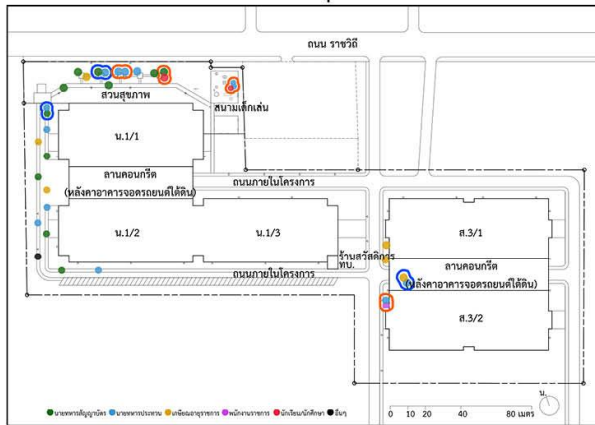 ถนน ราชวิถี
สวนสุขภาพ
สนามเด็กเล่น
น.1/1
ลานคอนกรีต
(หลังคาอาคารจอดรถยนต์ใต้ดิน)
ถนนภายในโครงการ
น.1/2
น.1/3
ส.3/1
ร้านสวัสดิการ
ทบ.
ลานคอนกรีต
(หลังคาอาคารจอดรถยนต์ใต้ดิน)
ถนนภายในโครงการ
ส.3/2
นายทหารสัญญาบัตร นายทหารประทวน เกษียณอายุราชการ พนักงานราชการ นักเรียน/นักศึกษา อื่นๆ
0 10 20 40 80 เมตร
น.